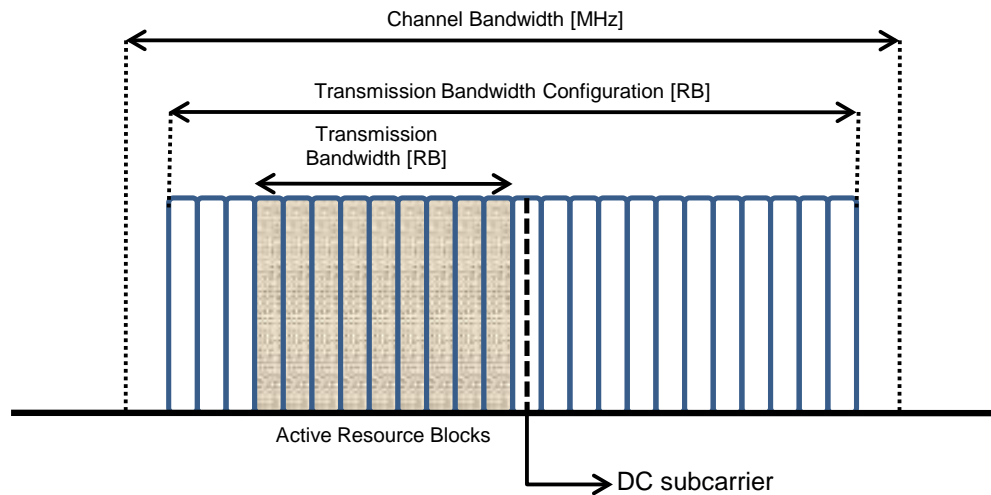 Channel Bandwidth [MHz]
Transmission Bandwidth Configuration [RB]
Transmission
Bandwidth [RB]
Active Resource Blocks
DC subcarrier